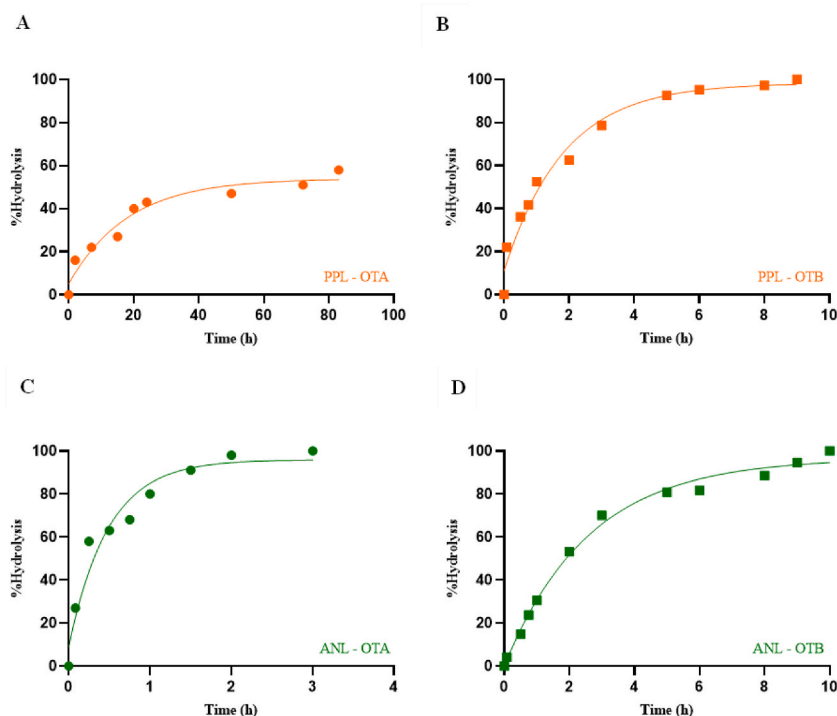 A
B
%Hydrolysis
100
80
60
40
20
0
PPL - OTA
0 20 40 60 80 100
Time (h)
%Hydrolysis
100
80
60
40
20
0
PPL - OTB
0 2 4 6 8 10
Time (h)
C
D
%Hydrolysis
100
80
60
40
20
0
ANL - OTA
0 1 2 3 4
Time (h)
%Hydrolysis
100
80
60
40
20
0
ANL - OTB
0 2 4 6 8 10
Time (h)